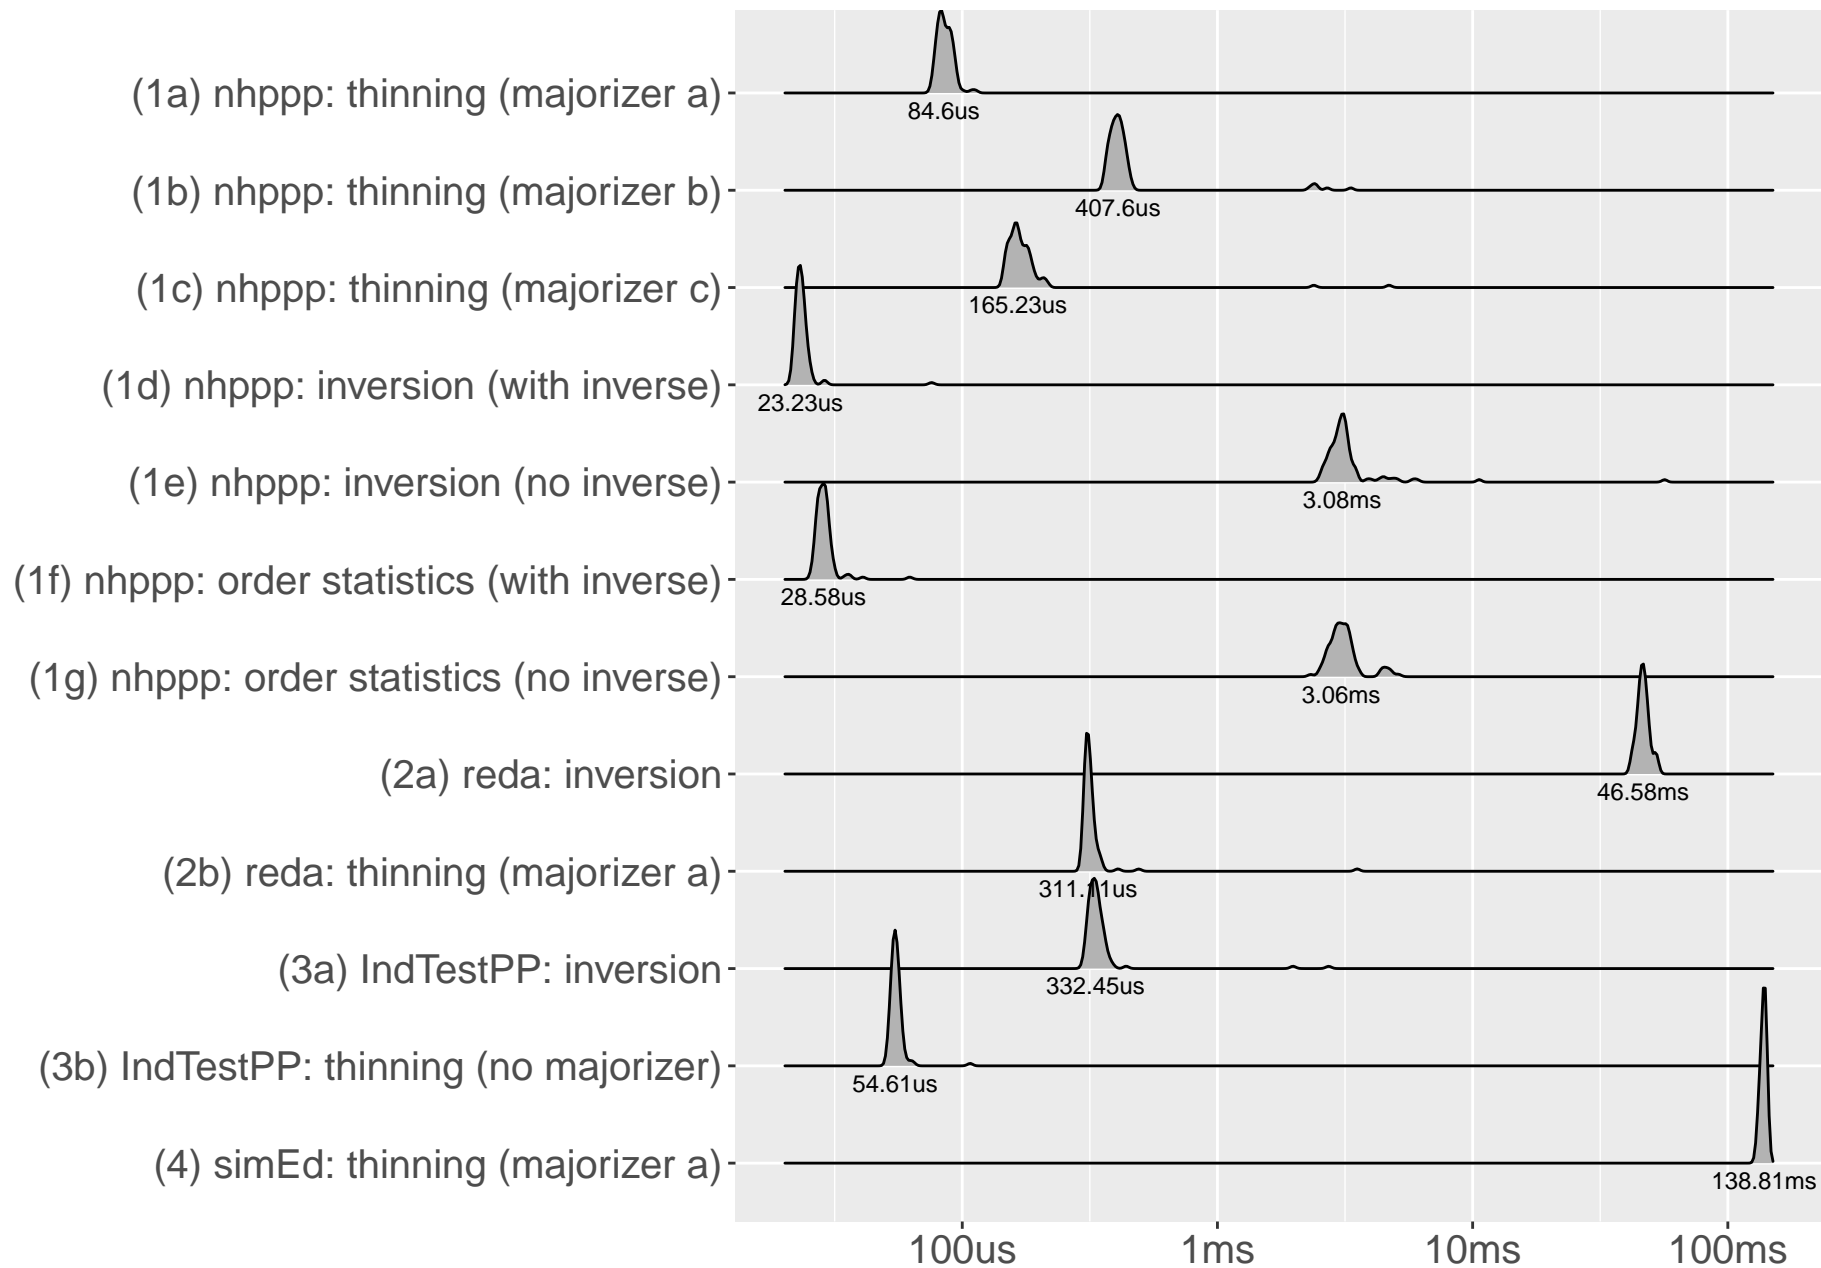 (1a) nhppp: thinning (majorizer a)
84.6us
(1b) nhppp: thinning (majorizer b)
407.6us
(1c) nhppp: thinning (majorizer c)
165.23us
(1d) nhppp: inversion (with inverse)
23.23us
(1e) nhppp: inversion (no inverse)
3.08ms
(1f) nhppp: order statistics (with inverse)
28.58us
(1g) nhppp: order statistics (no inverse)
3.06ms
(2a) reda: inversion
46.58ms
(2b) reda: thinning (majorizer a)
311.11us
(3a) IndTestPP: inversion
332.45us
(3b) IndTestPP: thinning (no majorizer)
54.61us
(4) simEd: thinning (majorizer a)
138.81ms
100us 1ms 10ms 100ms